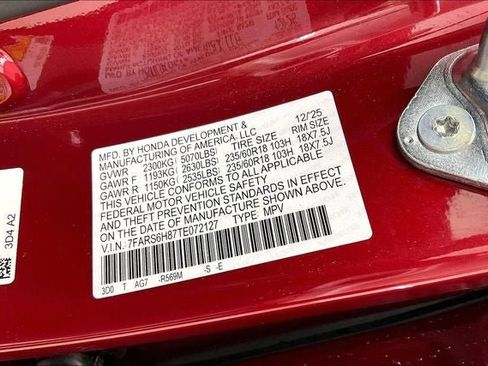 MFD. BY HONDA DEVELOPMENT & 12/25
MANUFACTURING OF AMERICA, LLC
GVWR 2300KG( 5070LBS) TIRE SIZE RIM SIZE
GAWR F 1193KG( 2630LBS) 235/60R18 103H 18X7.5J
GAWR R 1150KG( 2535LBS) 235/60R18 103H 18X7.5J
THIS VEHICLE CONFORMS TO ALL APPLICABLE
FEDERAL MOTOR VEHICLE SAFETY, BUMPER,
AND THEFT PREVENTION STANDARDS IN EFFECT
ON THE DATE OF MANUFACTURE SHOWN ABOVE.
V.I.N. 7FARS6H87TE072127 TYPE: MPV
3D0 T AG7 -R569M -S -E
3D4 A2